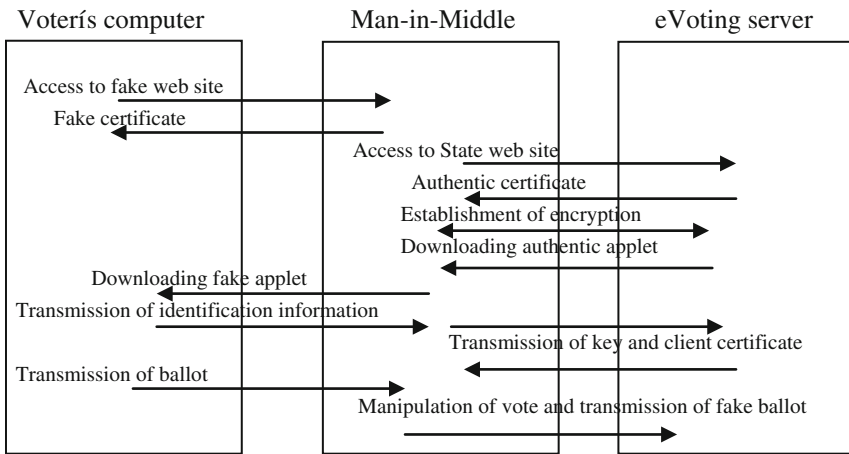 Voterís computer
Man-in-Middle
eVoting server
Access to fake web site
Fake certificate
Access to State web site
Authentic certificate
Establishment of encryption
Downloading authentic applet
Downloading fake applet
Transmission of identification information
Transmission of key and client certificate
Transmission of ballot
Manipulation of vote and transmission of fake ballot